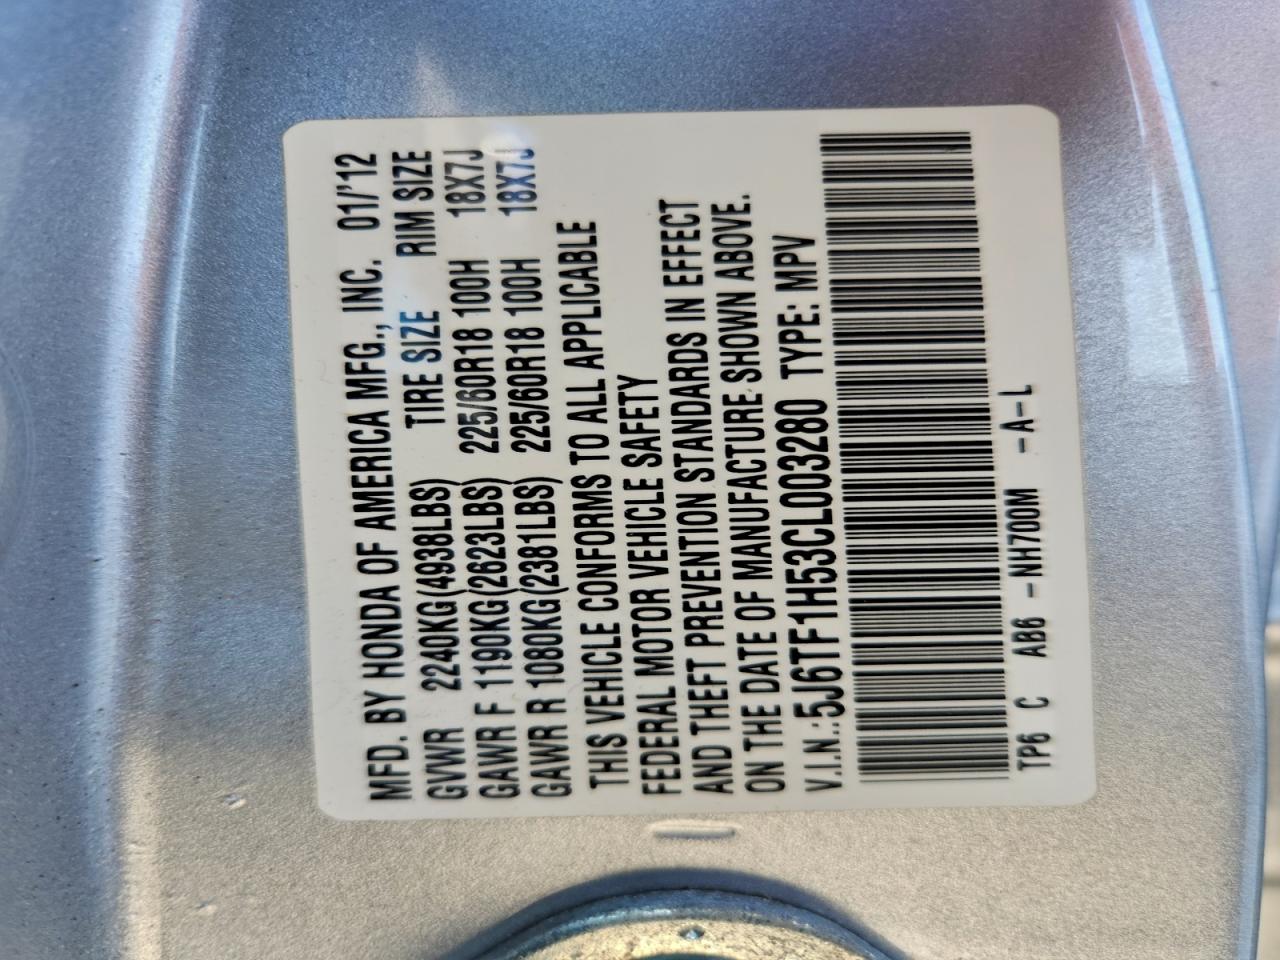 MFD. BY HONDA OF AMERICA MFG., INC. 01/'12
GVWR 2240KG(4938LBS) TIRE SIZE RIM SIZE
GAWR F 1190KG(2623LBS) 225/60R18 100H 18X7J
GAWR R 1080KG(2381LBS) 225/60R18 100H 18X7J
THIS VEHICLE CONFORMS TO ALL APPLICABLE
FEDERAL MOTOR VEHICLE SAFETY
AND THEFT PREVENTION STANDARDS IN EFFECT
ON THE DATE OF MANUFACTURE SHOWN ABOVE.
V.I.N.:5J6TF1H53CL003280 TYPE: MPV
TP6 C AB6 -NH700M -A-L